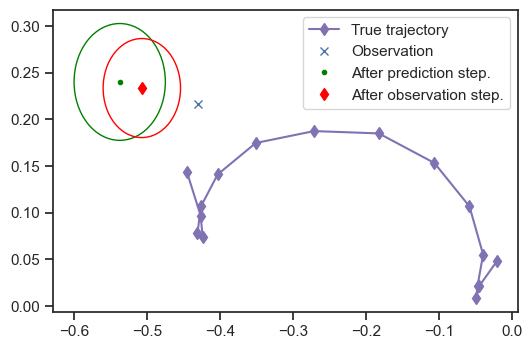 True trajectory
Observation
After prediction step.
After observation step.
0.30
0.25
0.20
0.15
0.10
0.05
0.00
−0.6 −0.5 −0.4 −0.3 −0.2 −0.1 0.0